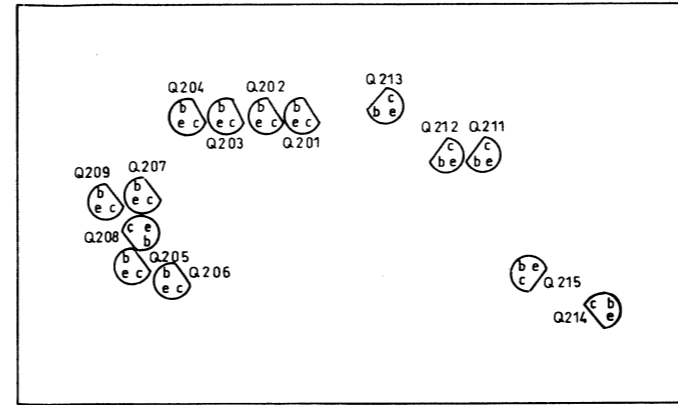 Q204
Q202
Q213
b b b b
e c e c e c e c
Q203
Q201
c
b e
Q212
Q211
c c
b e b e
Q209
Q207
b b
e c e c
c e
b
Q208
Q205
b
e c
Q206
b
e c
b e
c
Q215
c b
e
Q214